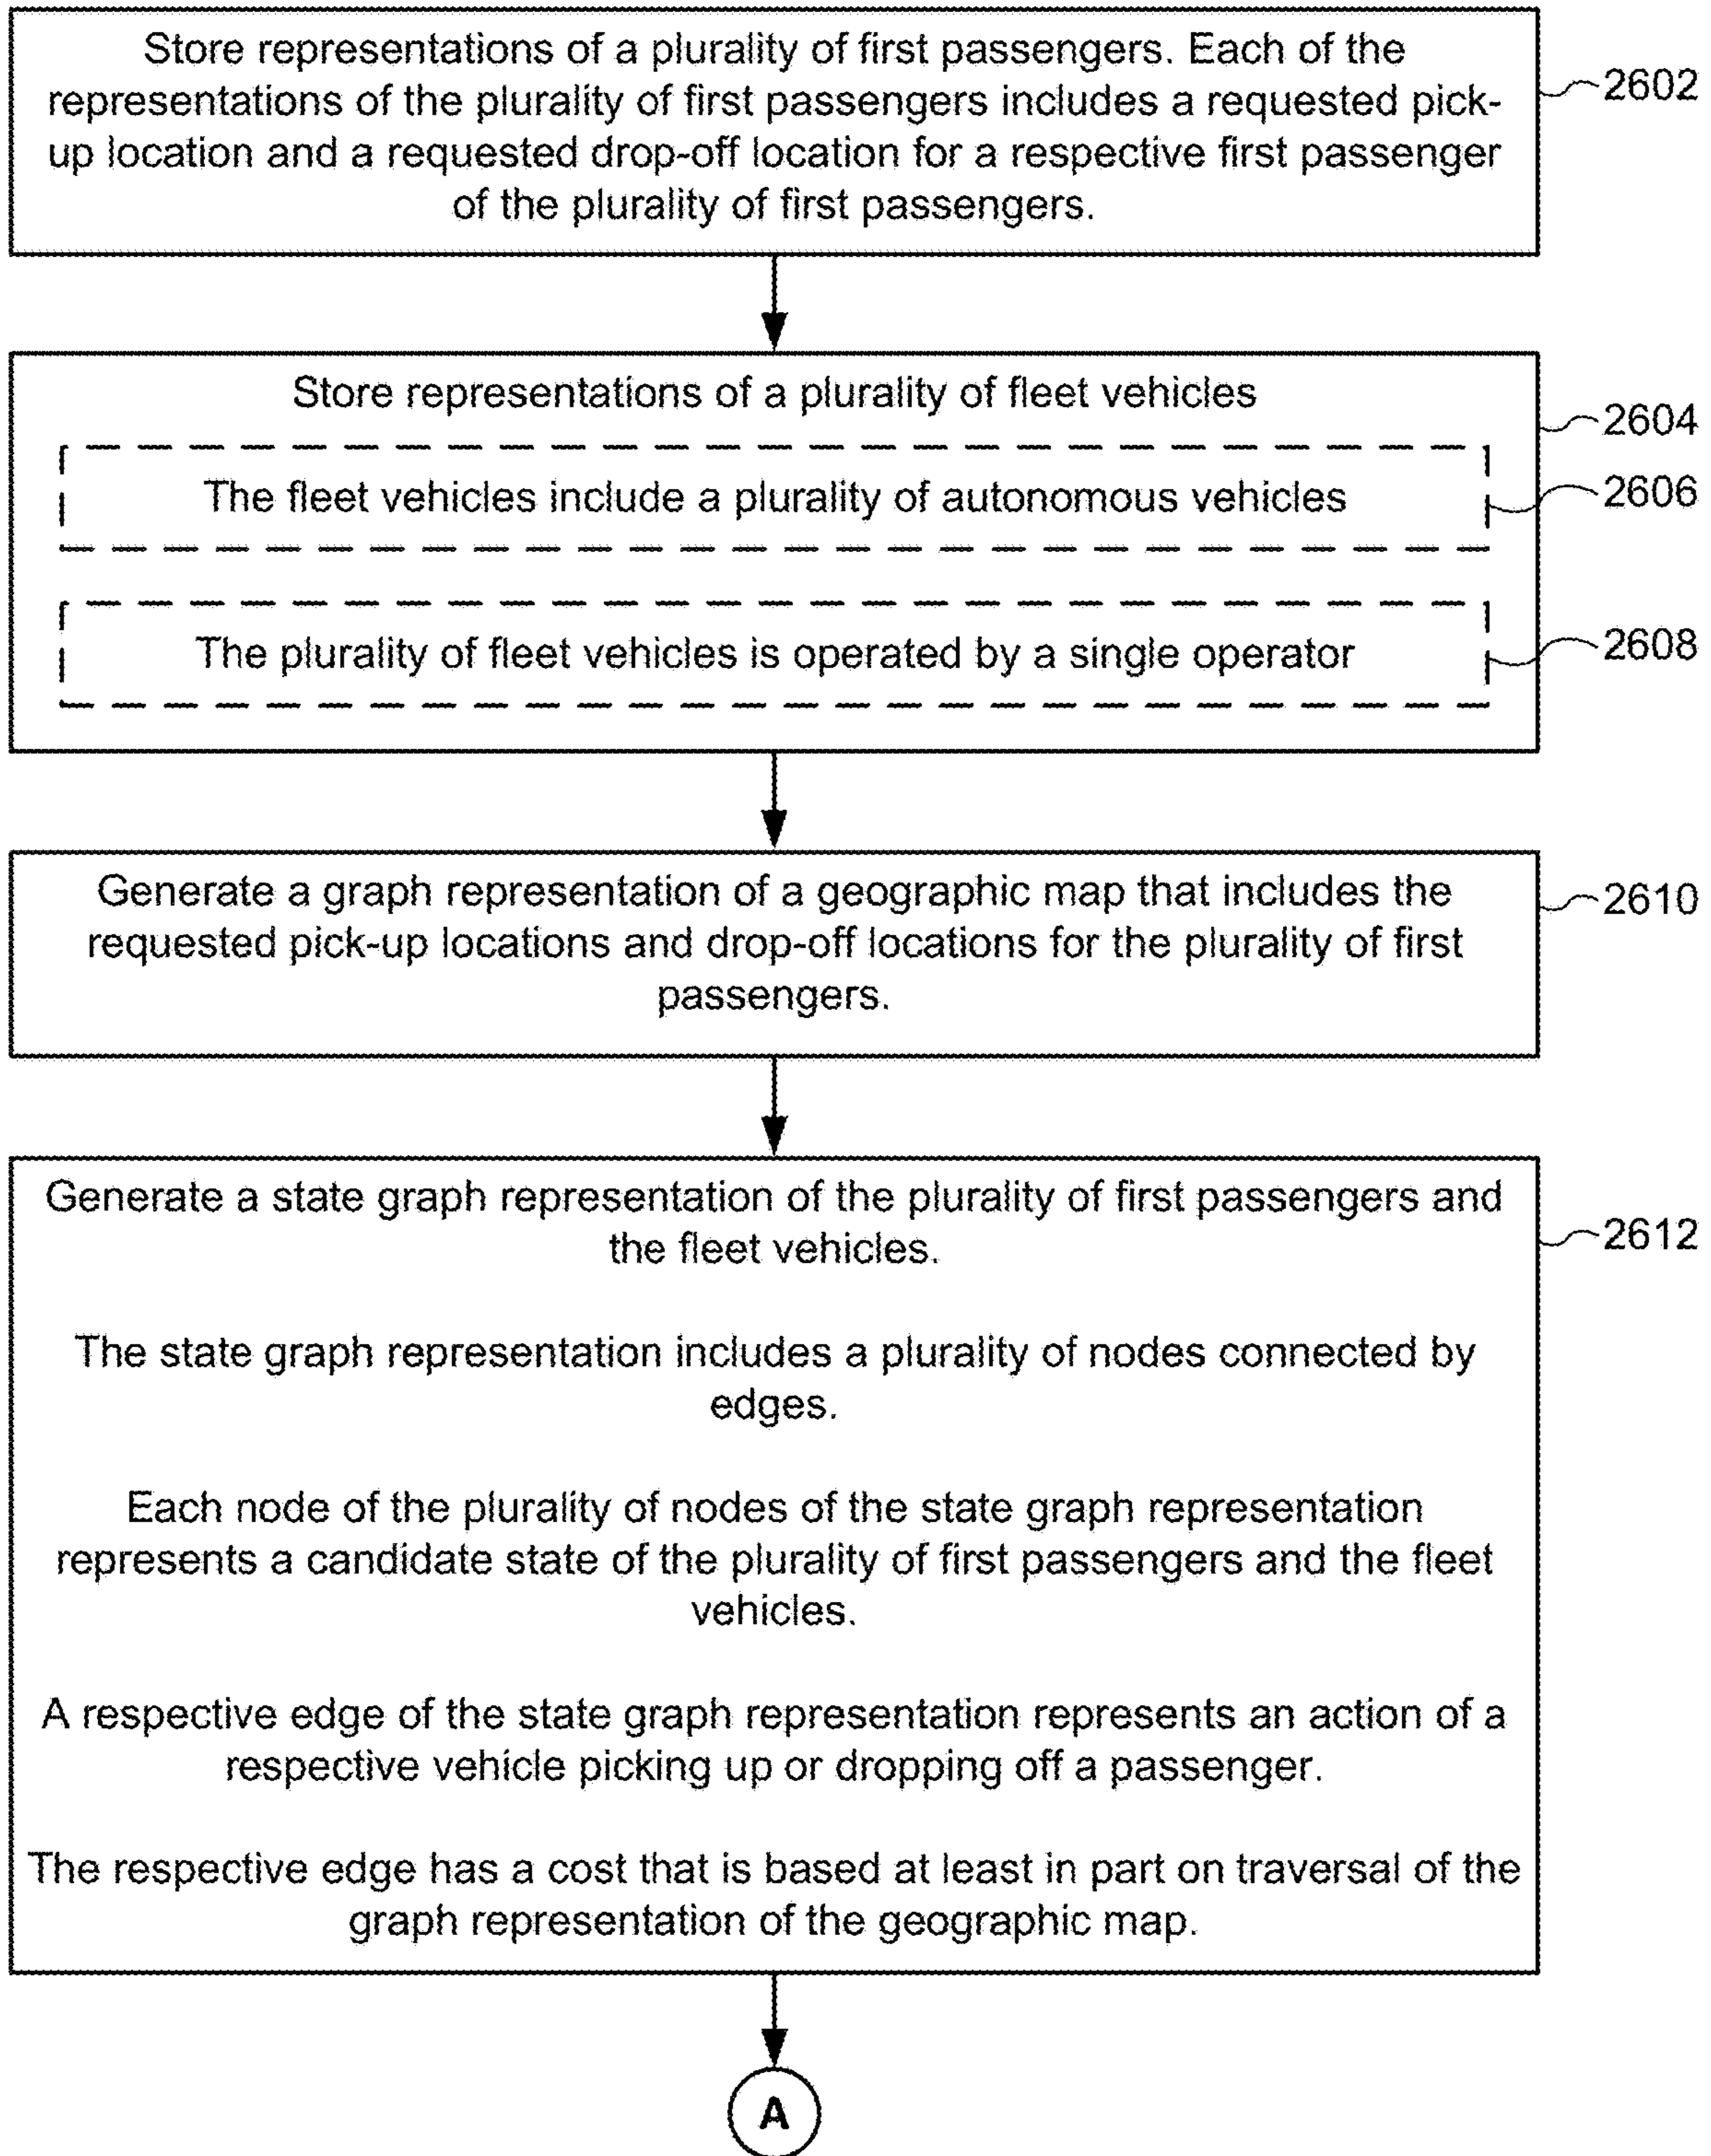 Store representations of a plurality of first passengers. Each of the
representations of the plurality of first passengers includes a requested pick-
up location and a requested drop-off location for a respective first passenger
of the plurality of first passengers.
2602
Store representations of a plurality of fleet vehicles
2604
The fleet vehicles include a plurality of autonomous vehicles
2606
The plurality of fleet vehicles is operated by a single operator
2608
Generate a graph representation of a geographic map that includes the
requested pick-up locations and drop-off locations for the plurality of first
passengers.
2610
Generate a state graph representation of the plurality of first passengers and
the fleet vehicles.
2612
The state graph representation includes a plurality of nodes connected by
edges.
Each node of the plurality of nodes of the state graph representation
represents a candidate state of the plurality of first passengers and the fleet
vehicles.
A respective edge of the state graph representation represents an action of a
respective vehicle picking up or dropping off a passenger.
The respective edge has a cost that is based at least in part on traversal of the
graph representation of the geographic map.
A